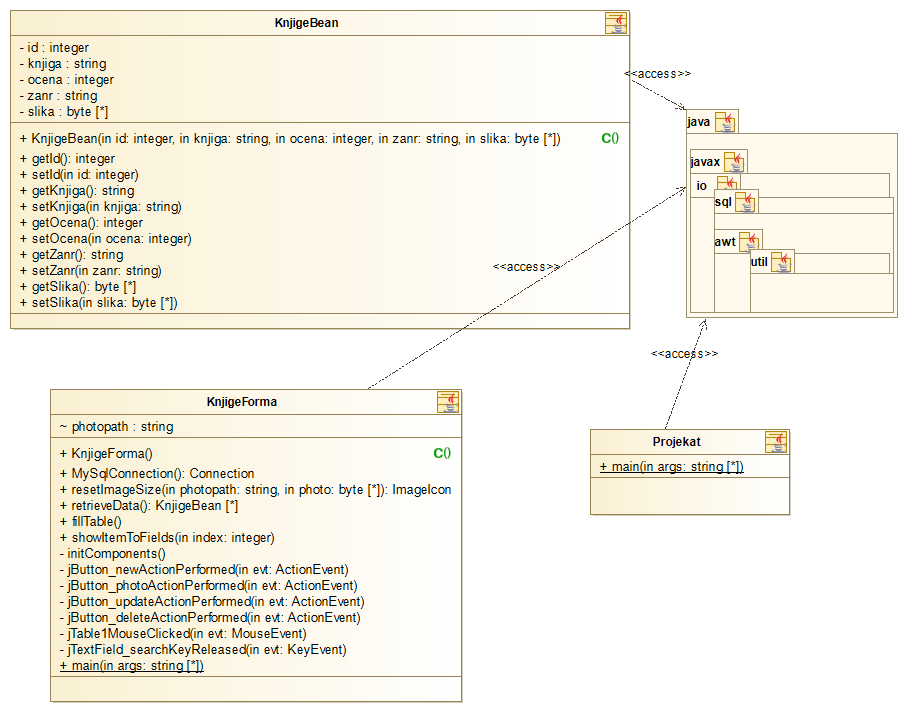 KnjigeBean
- id : integer
- knjiga : string
- ocena : integer
- zanr : string
- slika : byte [*]
+ KnjigeBean(in id: integer, in knjiga: string, in ocena: integer, in zanr: string, in slika: byte [*]) C()
+ getId(): integer
+ setId(in id: integer)
+ getKnjiga(): string
+ setKnjiga(in knjiga: string)
+ getOcena(): integer
+ setOcena(in ocena: integer)
+ getZanr(): string
+ setZanr(in zanr: string)
+ getSlika(): byte [*]
+ setSlika(in slika: byte [*])
<<access>>
java
javax
io
sql
awt
util
<<access>>
<<access>>
KnjigeForma
~ photopath : string
+ KnjigeForma() C()
+ MySqlConnection(): Connection
+ resetImageSize(in photopath: string, in photo: byte [*]): ImageIcon
+ retrieveData(): KnjigeBean [*]
+ fillTable()
+ showItemToFields(in index: integer)
- initComponents()
- jButton_newActionPerformed(in evt: ActionEvent)
- jButton_photoActionPerformed(in evt: ActionEvent)
- jButton_updateActionPerformed(in evt: ActionEvent)
- jButton_deleteActionPerformed(in evt: ActionEvent)
- jTable1MouseClicked(in evt: MouseEvent)
- jTextField_searchKeyReleased(in evt: KeyEvent)
+ main(in args: string [*])
Projekat
+ main(in args: string [*])